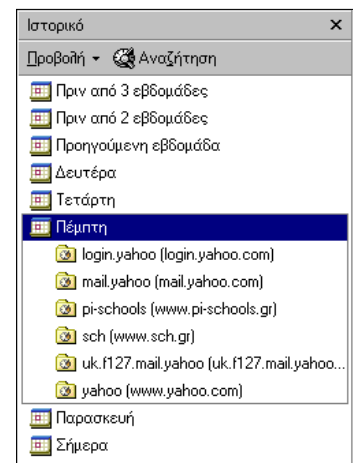 Ιστορικό
Προβολή Αναζήτηση
Πριν από 3 εβδομάδες
Πριν από 2 εβδομάδες
Προηγούμενη εβδομάδα
Δευτέρα
Τετάρτη
Πέμπτη
login.yahoo (login.yahoo.com)
mail.yahoo (mail.yahoo.com)
pi-schools (www.pi-schools.gr)
sch (www.sch.gr)
uk.f127.mail.yahoo (uk.f127.mail.yahoo...
yahoo (www.yahoo.com)
Παρασκευή
Σήμερα